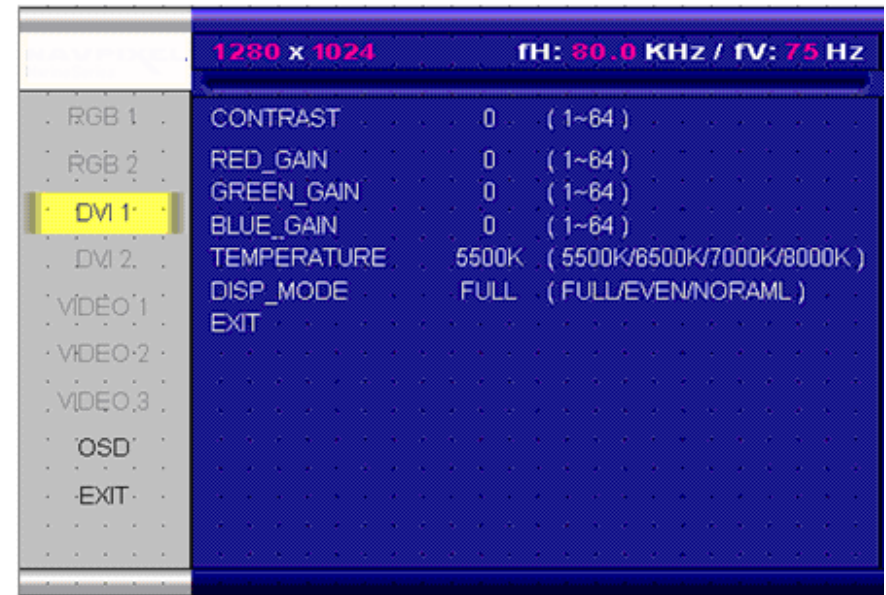 1280 x 1024 fH: 80.0 KHz / fV: 75 Hz
RGB 1
RGB 2
DVI 1
DVI 2
VIDEO 1
VIDEO 2
VIDEO 3
OSD
EXIT
CONTRAST 0 ( 1~64 )
RED_GAIN 0 ( 1~64 )
GREEN_GAIN 0 ( 1~64 )
BLUE_GAIN 0 ( 1~64 )
TEMPERATURE 5500K ( 5500K/6500K/7000K/8000K )
DISP_MODE FULL ( FULL/EVEN/NORAML )
EXIT